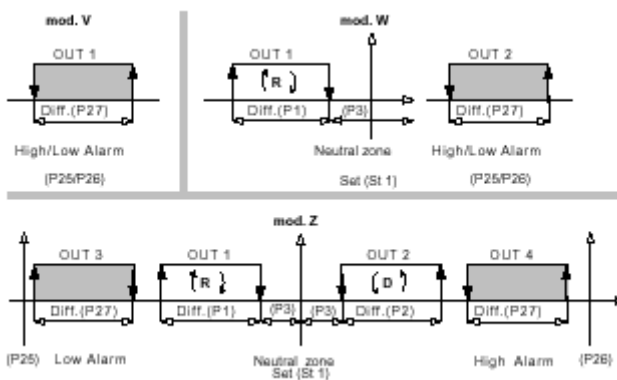 mod. V
OUT 1
Diff.(P27)
High/Low Alarm
(P25/P26)
mod. W
OUT 1
R
Diff.(P1)
(P3)
Neutral zone
Set (St 1)
OUT 2
Diff.(P27)
High/Low Alarm
(P25/P26)
mod. Z
OUT 3
OUT 1
OUT 2
OUT 4
R
D
Diff.(P27)
Diff.(P1)
(P3)
(P3)
Diff.(P2)
Diff.(P27)
(P25)
Low Alarm
Neutral zone
Set (St 1)
High Alarm
(P26)